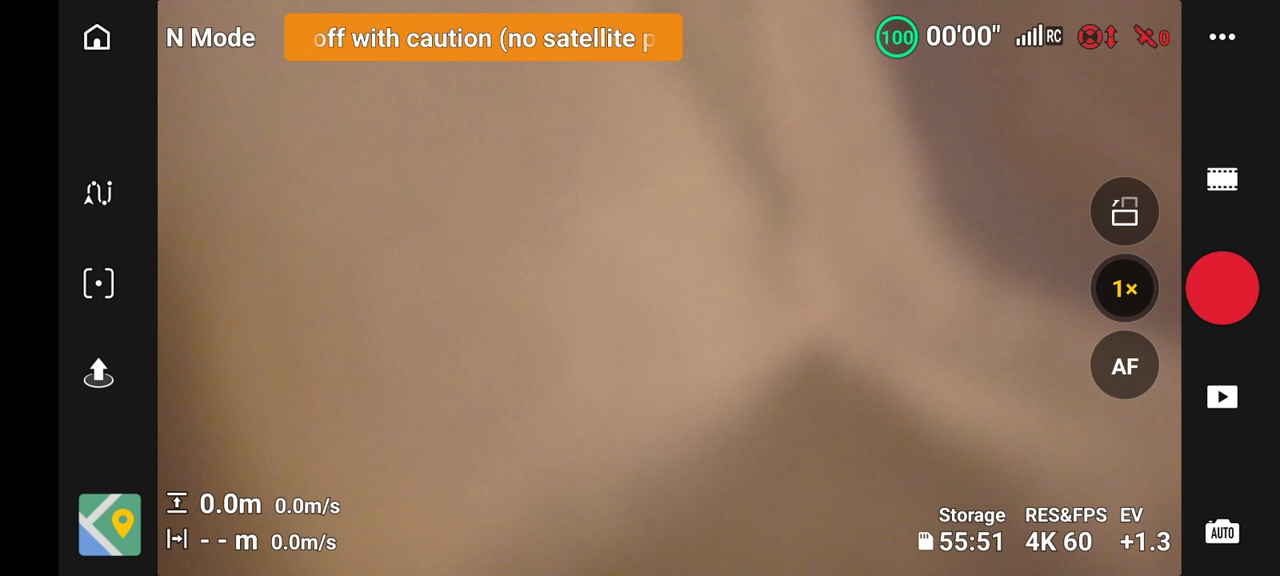 N Mode
off with caution (no satellite
100 00'00" RC 0
1×
AF
0.0m 0.0m/s
- - m 0.0m/s
Storage RES&FPS EV
55:51 4K 60 +1.3
AUTO